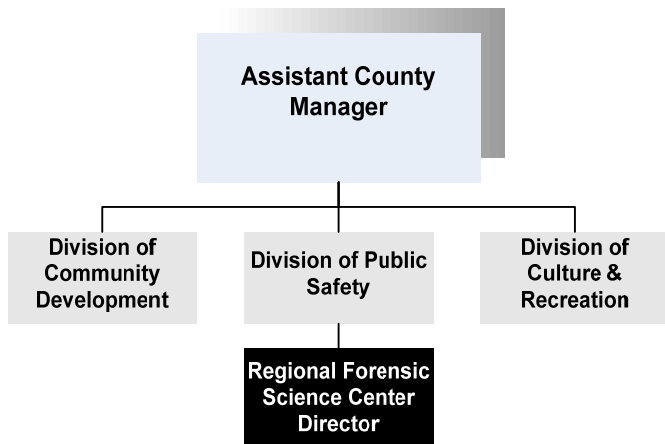 Assistant County
Manager
Division of
Community
Development
Division of Public
Safety
Division of
Culture &
Recreation
Regional Forensic
Science Center
Director